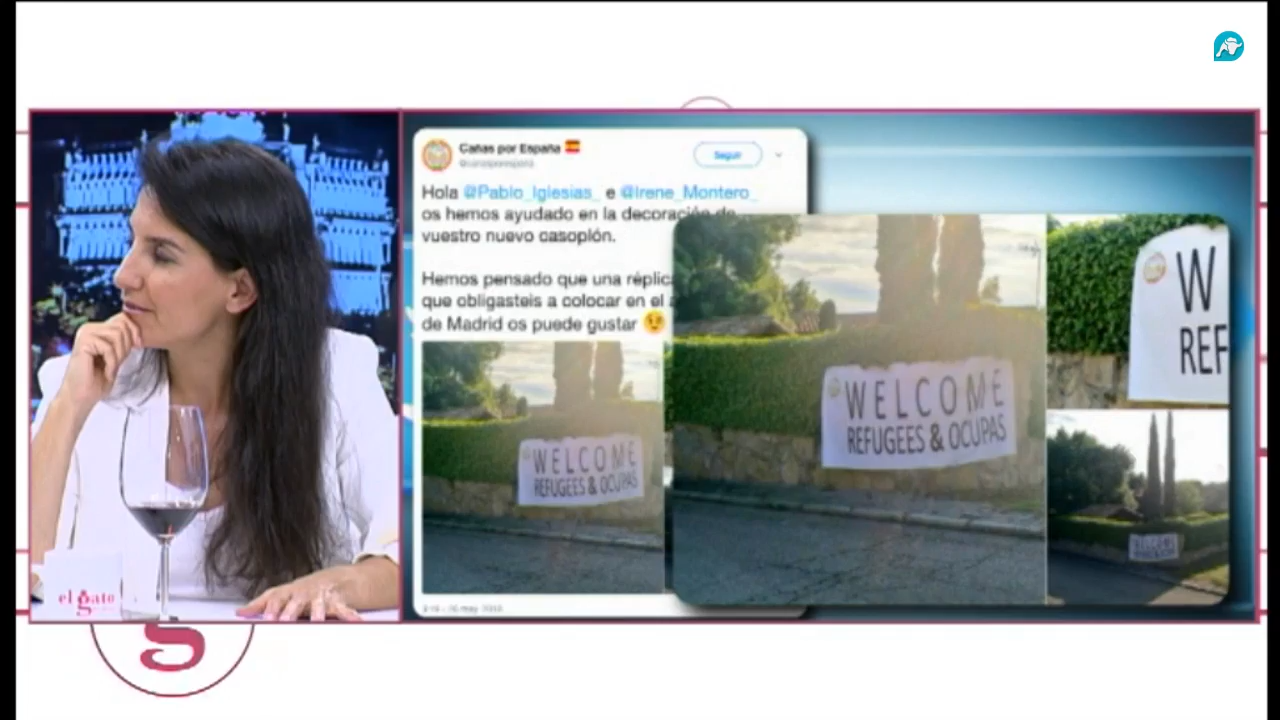 Cañas por España
@canasporespana
Seguir
Hola @Pablo_Iglesias_ e @Irene_Montero_
os hemos ayudado en la decoración de
vuestro nuevo casoplón.
Hemos pensado que una réplica
que obligasteis a colocar en el
de Madrid os puede gustar
WELCOME
REFUGEES & OCUPAS
WELCOME
REFUGEES & OCUPAS
W
REF
WELCOME
el gato
g